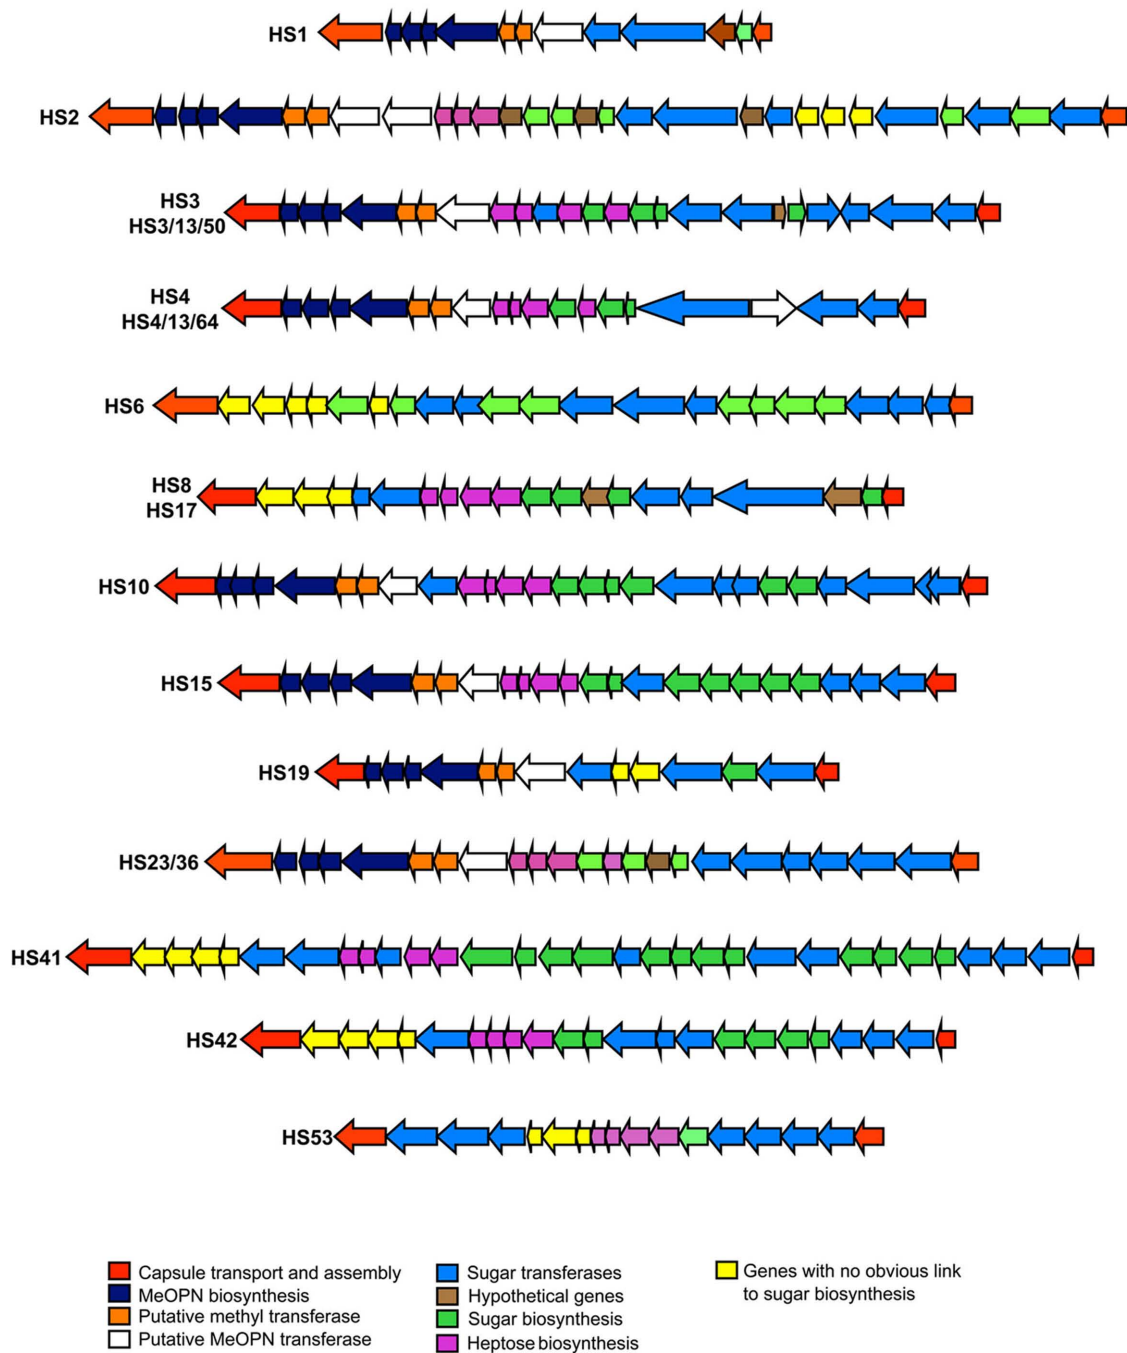 HS1
HS2
HS3
HS3/13/50
HS4
HS4/13/64
HS6
HS8
HS17
HS10
HS15
HS19
HS23/36
HS41
HS42
HS53
Capsule transport and assembly
MeOPN biosynthesis
Putative methyl transferase
Putative MeOPN transferase
Sugar transferases
Hypothetical genes
Sugar biosynthesis
Heptose biosynthesis
Genes with no obvious link
to sugar biosynthesis